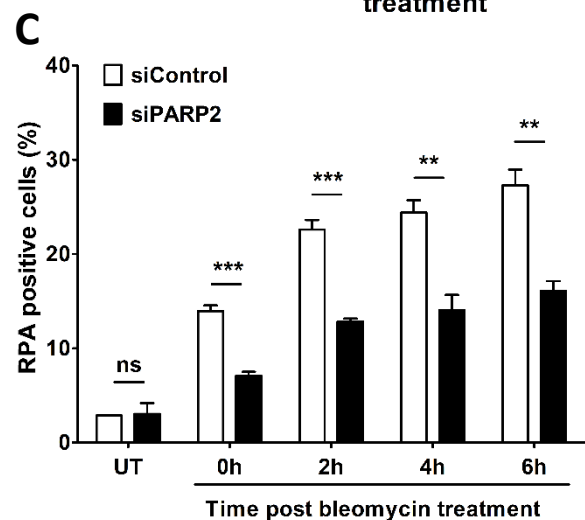 treatment
C
40
siControl
siPARP2
**
***
**
30
***
20
RPA positive cells (%)
10
ns
0
UT 0h 2h 4h 6h
Time post bleomycin treatment